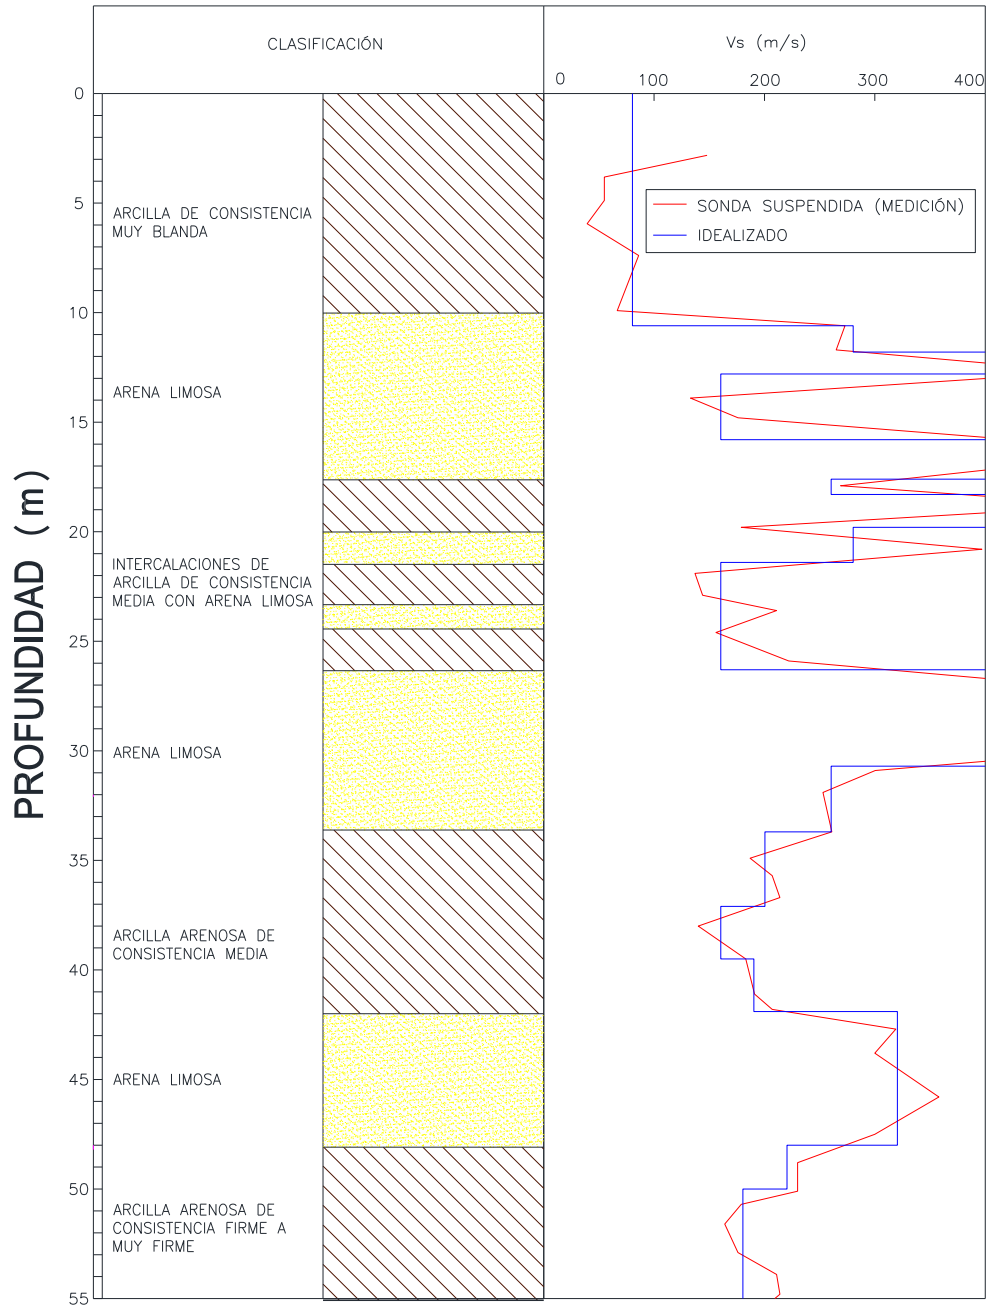 CLASIFICACIÓN
Vs (m/s)
0
100
200
300
400
PROFUNDIDAD (m)
0
5
10
15
20
25
30
35
40
45
50
55
ARCILLA DE CONSISTENCIA
MUY BLANDA
ARENA LIMOSA
INTERCALACIONES DE
ARCILLA DE CONSISTENCIA
MEDIA CON ARENA LIMOSA
ARENA LIMOSA
ARCILLA ARENOSA DE
CONSISTENCIA MEDIA
ARENA LIMOSA
ARCILLA ARENOSA DE
CONSISTENCIA FIRME A
MUY FIRME
SONDA SUSPENDIDA (MEDICIÓN)
IDEALIZADO